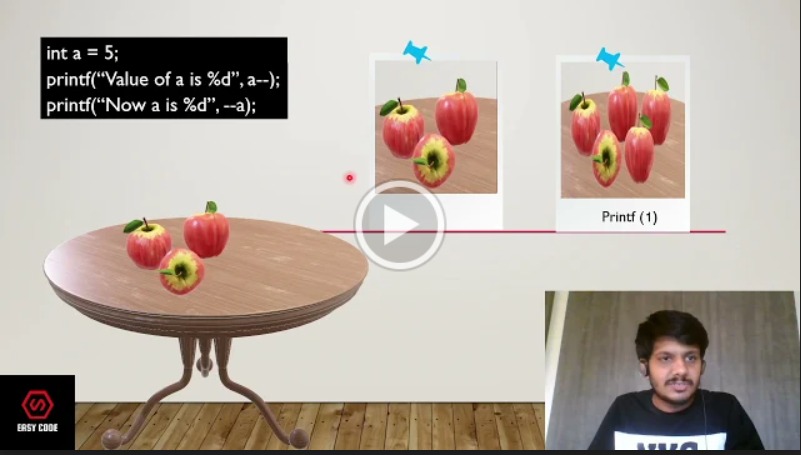 int a = 5;
printf(“Value of a is %d”, a--);
printf(“Now a is %d”, --a);
Printf (1)
EASY CODE